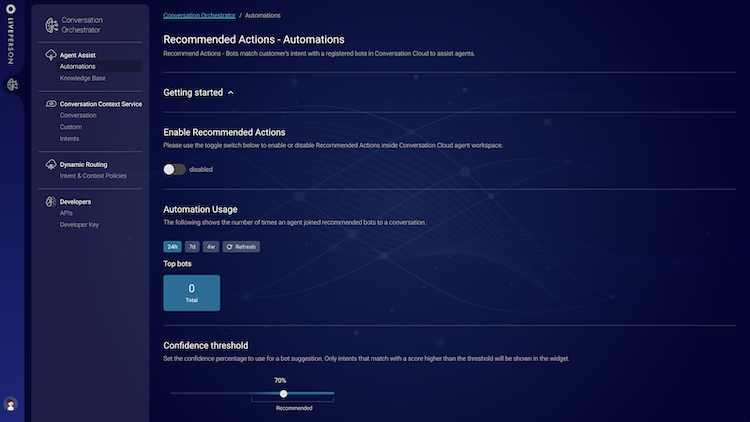 LIVEPERSON
Conversation
Orchestrator
Agent Assist
Automations
Knowledge Base
Conversation Context Service
Conversation
Custom
Intents
Dynamic Routing
Intent & Context Policies
Developers
APIs
Developer Key
Conversation Orchestrator / Automations
Recommended Actions - Automations
Recommend Actions - Bots match customer's intent with a registered bots in Conversation Cloud to assist agents.
Getting started
Enable Recommended Actions
Please use the toggle switch below to enable or disable Recommended Actions inside Conversation Cloud agent workspace.
disabled
Automation Usage
The following shows the number of times an agent joined recommended bots to a conversation.
24h 7d 4w Refresh
Top bots
0
Total
Confidence threshold
Set the confidence percentage to use for a bot suggestion. Only intents that match with a score higher than the threshold will be shown in the widget.
70%
Recommended